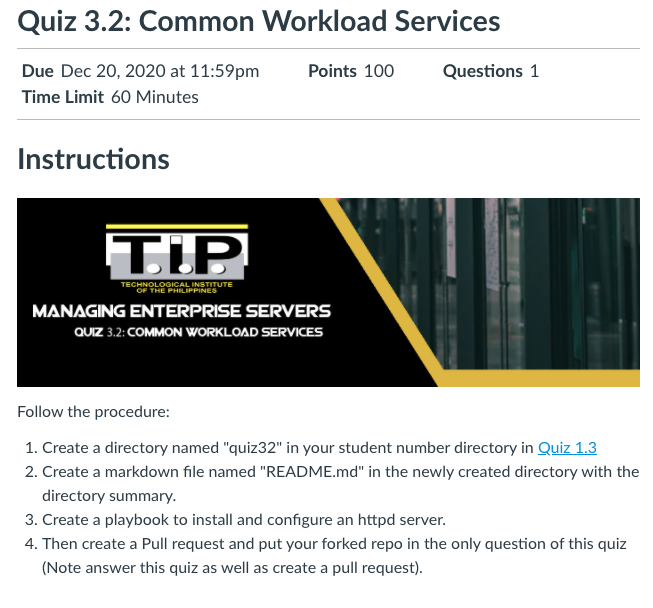 Quiz 3.2: Common Workload Services
Due Dec 20, 2020 at 11:59pm Points 100 Questions 1
Time Limit 60 Minutes
Instructions
T.I.P.
TECHNOLOGICAL INSTITUTE
OF THE PHILIPPINES
MANAGING ENTERPRISE SERVERS
QUIZ 3.2: COMMON WORKLOAD SERVICES
Follow the procedure:
1. Create a directory named "quiz32" in your student number directory in Quiz 1.3
2. Create a markdown file named "README.md" in the newly created directory with the
directory summary.
3. Create a playbook to install and configure an httpd server.
4. Then create a Pull request and put your forked repo in the only question of this quiz
(Note answer this quiz as well as create a pull request).